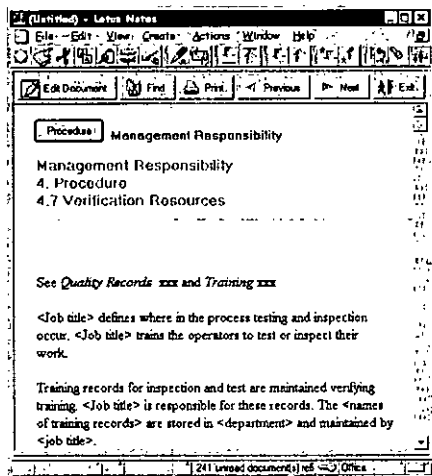 (Untitled) - Lotus Notes
File Edit View Create Actions Window Help
Edit Document Find Print Previous Next Exit
Procedure Management Responsibility
Management Responsibility
4. Procedure
4.7 Verification Resources
See Quality Records xxx and Training xxx
<Job title> defines where in the process testing and inspection
occur. <Job title> trains the operators to test or inspect their
work.
Training records for inspection and test are maintained verifying
training. <Job title> is responsible for these records. The <names
of training records> are stored in <department> and maintained by
<job title>.
241 unread document(s) Office